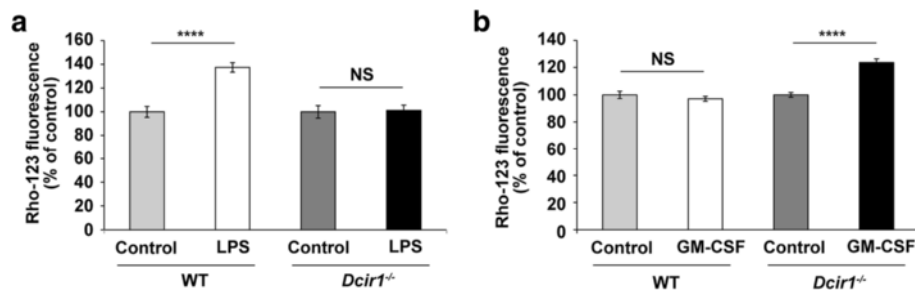 a
Rho-123 fluorescence
(% of control)
160
140
120
100
80
60
40
20
0
****
NS
Control LPS Control LPS
WT Dcir1-/-
b
Rho-123 fluorescence
(% of control)
140
120
100
80
60
40
20
0
NS
****
Control GM-CSF Control GM-CSF
WT Dcir1-/-